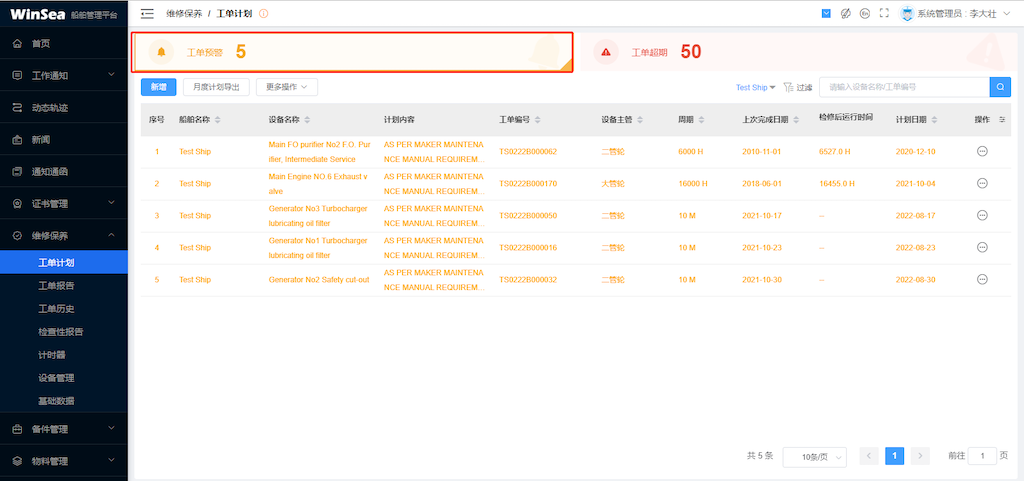 WinSea 船舶管理平台
维修保养 / 工单计划
系统管理员：李大壮
首页
工作通知
动态轨迹
新闻
通知通函
证书管理
维修保养
工单计划
工单报告
工单历史
检查性报告
计时器
设备管理
基础数据
备件管理
物料管理
工单预警 5
工单超期 50
新增 月度计划导出 更多操作 Test Ship 过滤 请输入设备名称/工单编号
序号 船舶名称 设备名称 计划内容 工单编号 设备主管 周期 上次完成日期 检修后运行时间 计划日期 操作
1 Test Ship Main FO purifier No2 F.O. Pur AS PER MAKER MAINTENA TS0222B000062 二管轮 6000 H 2010-11-01 6527.0 H 2020-12-10
ifier, Intermediate Service NCE MANUAL REQUIREM...
2 Test Ship Main Engine NO.6 Exhaust v AS PER MAKER MAINTENA TS0222B000170 大管轮 16000 H 2018-06-01 16455.0 H 2021-10-04
alve NCE MANUAL REQUIREM...
3 Test Ship Generator No3 Turbocharger AS PER MAKER MAINTENA TS0222B000050 二管轮 10 M 2021-10-17 -- 2022-08-17
lubricating oil filter NCE MANUAL REQUIREM...
4 Test Ship Generator No1 Turbocharger AS PER MAKER MAINTENA TS0222B000016 二管轮 10 M 2021-10-23 -- 2022-08-23
lubricating oil filter NCE MANUAL REQUIREM...
5 Test Ship Generator No2 Safety cut-out AS PER MAKER MAINTENA TS0222B000032 二管轮 10 M 2021-10-30 -- 2022-08-30
NCE MANUAL REQUIREM...
共 5 条 10条/页 1 前往 1 页